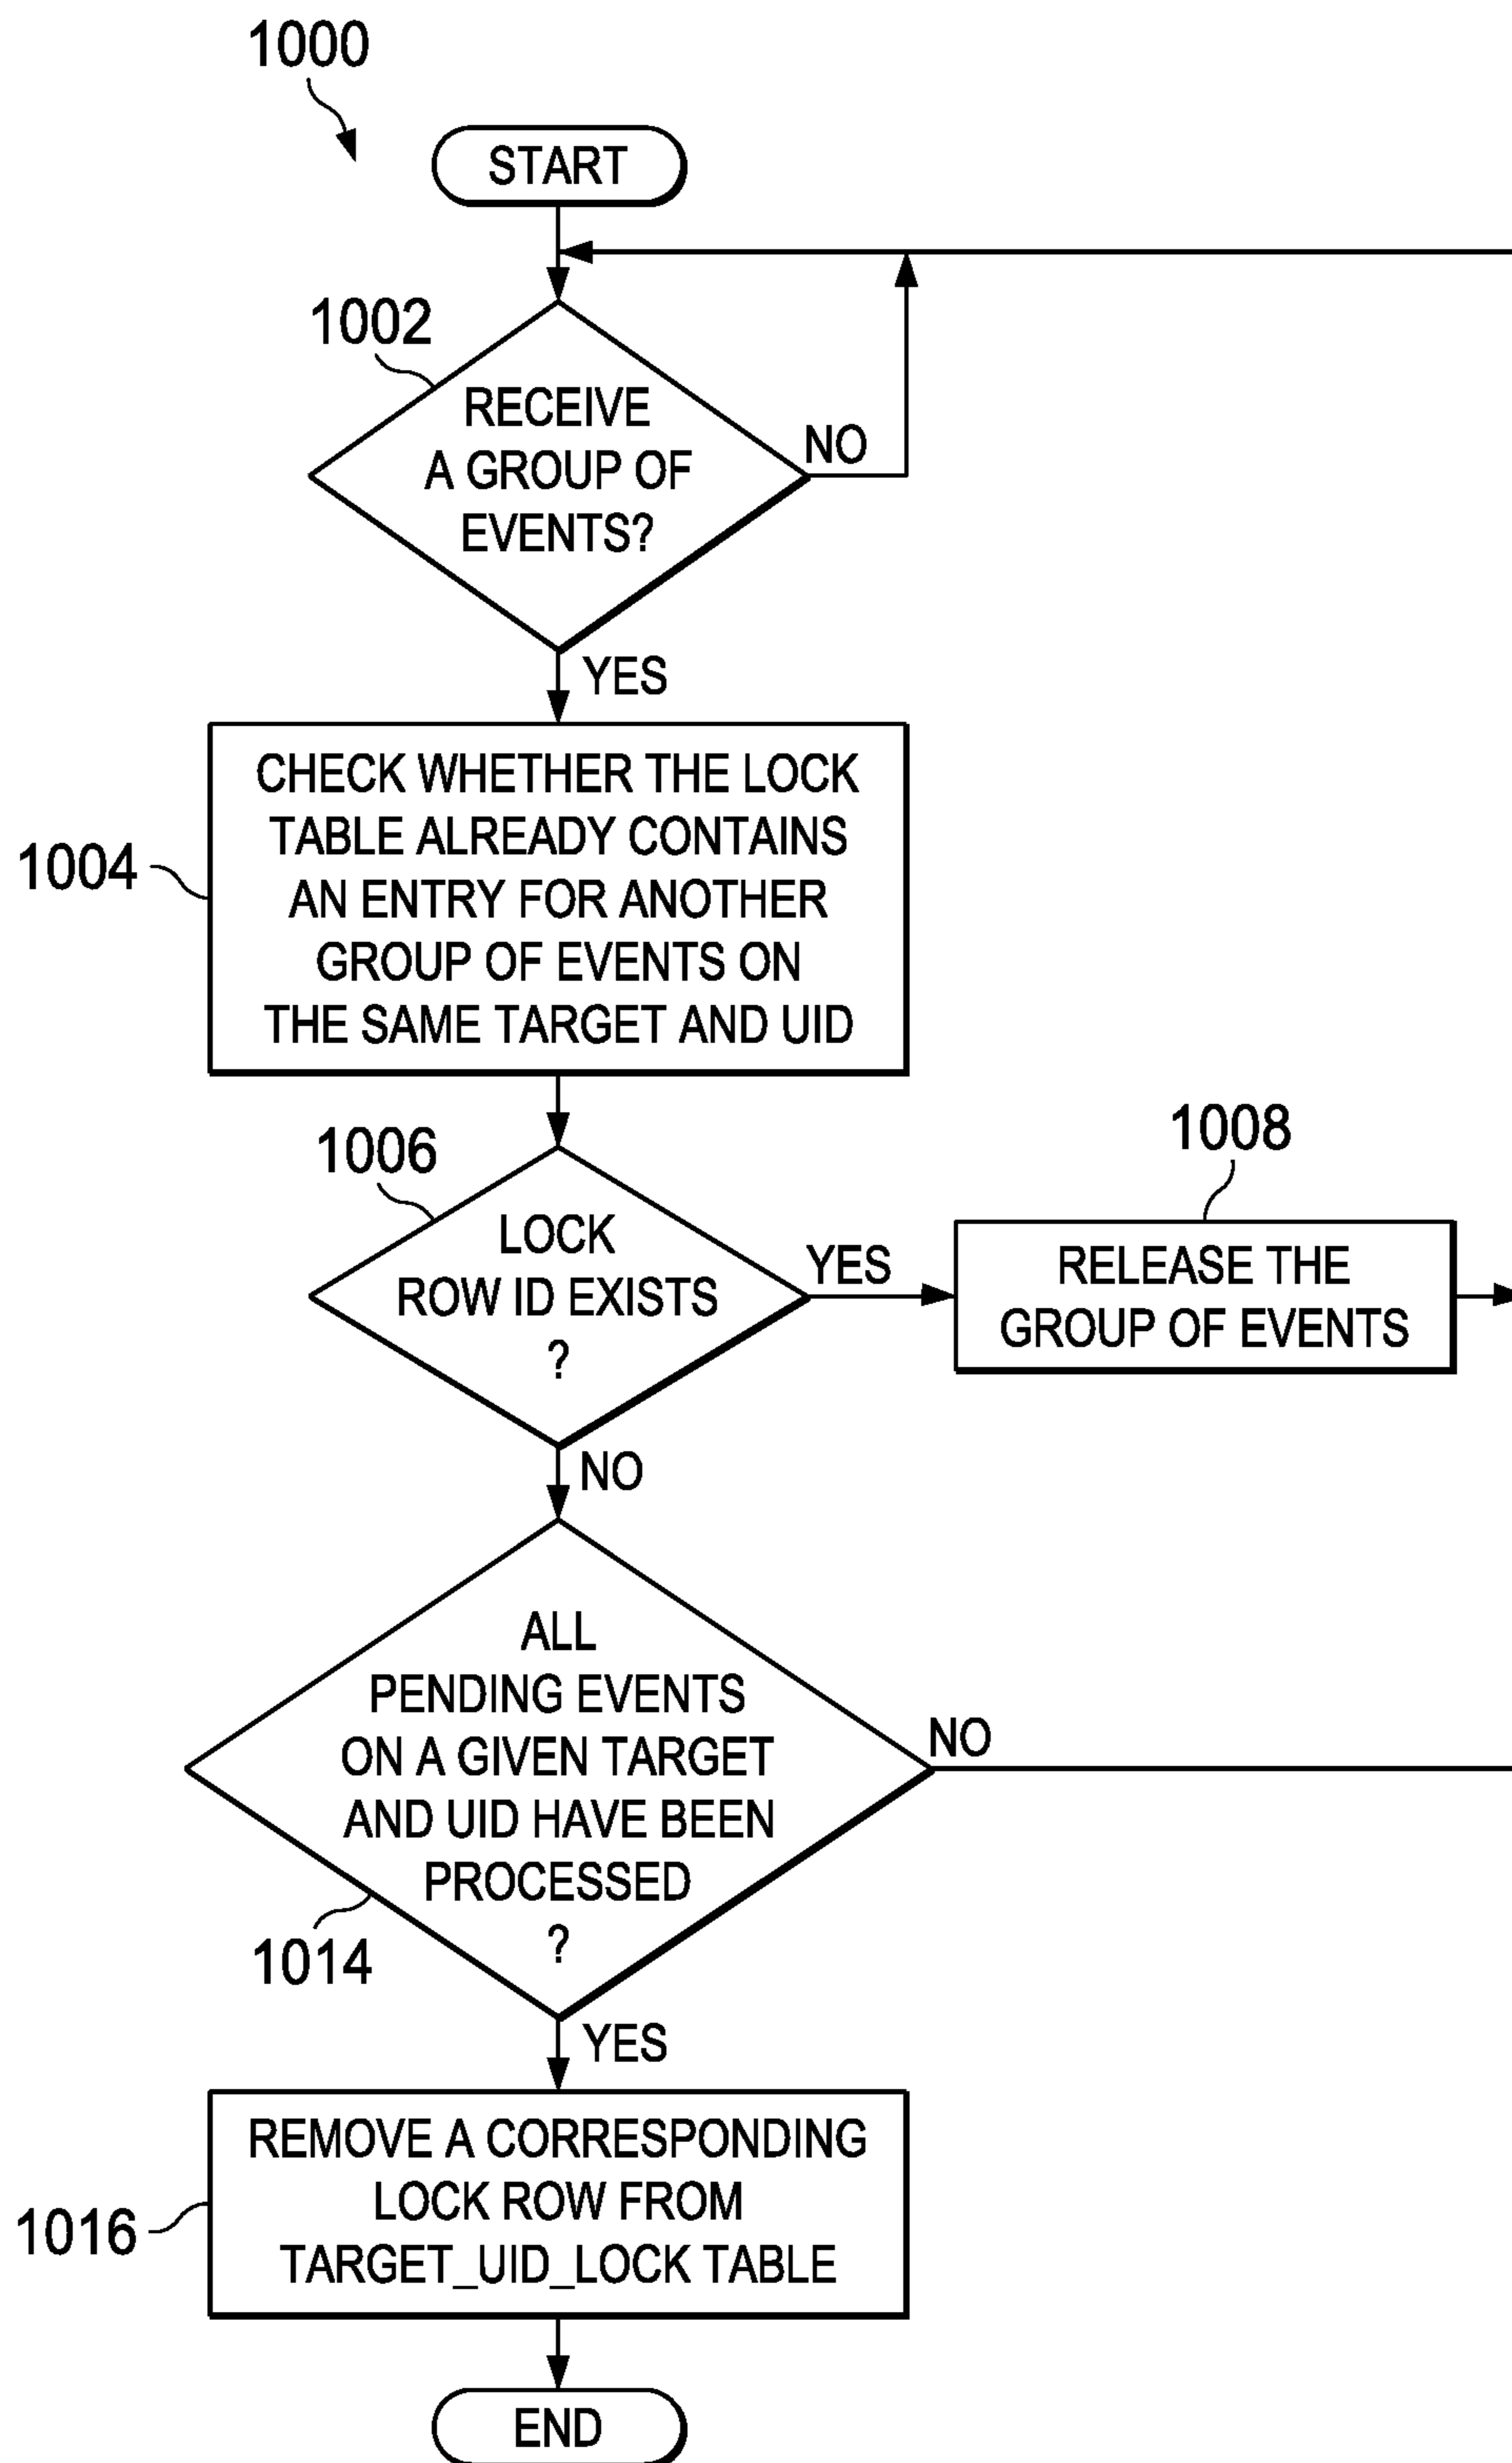 1000
START
1002
RECEIVE
A GROUP OF
EVENTS?
NO
YES
1004
CHECK WHETHER THE LOCK
TABLE ALREADY CONTAINS
AN ENTRY FOR ANOTHER
GROUP OF EVENTS ON
THE SAME TARGET AND UID
1006
LOCK
ROW ID EXISTS
?
YES
1008
RELEASE THE
GROUP OF EVENTS
NO
ALL
PENDING EVENTS
ON A GIVEN TARGET
AND UID HAVE BEEN
PROCESSED
?
NO
1014
YES
1016
REMOVE A CORRESPONDING
LOCK ROW FROM
TARGET_UID_LOCK TABLE
END